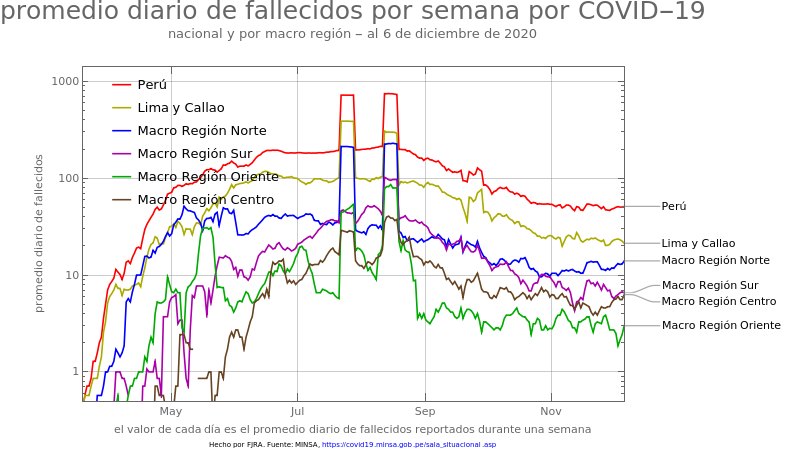 promedio diario de fallecidos por semana por COVID−19
nacional y por macro región − al 6 de diciembre de 2020
promedio diario de fallecidos
1000
100
10
1
Perú
Lima y Callao
Macro Región Norte
Macro Región Sur
Macro Región Oriente
Macro Región Centro
Perú
Lima y Callao
Macro Región Norte
Macro Región Sur
Macro Región Centro
Macro Región Oriente
May
Jul
Sep
Nov
el valor de cada día es el promedio diario de fallecidos reportados durante una semana
Hecho por FJRA. Fuente: MINSA, https://covid19.minsa.gob.pe/sala_situacional .asp